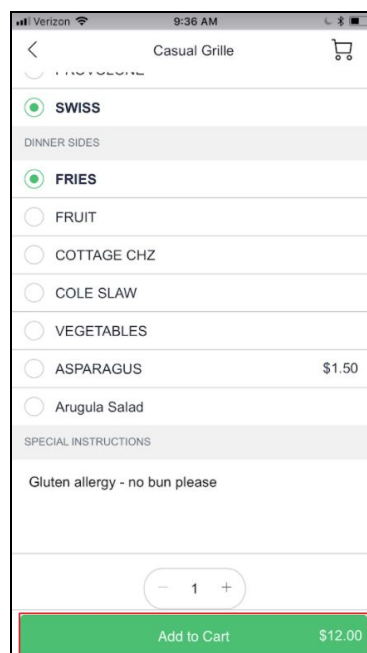 Verizon 9:36 AM
Casual Grille
PROVOLONE
SWISS
DINNER SIDES
FRIES
FRUIT
COTTAGE CHZ
COLE SLAW
VEGETABLES
ASPARAGUS $1.50
Arugula Salad
SPECIAL INSTRUCTIONS
Gluten allergy - no bun please
− 1 +
Add to Cart $12.00